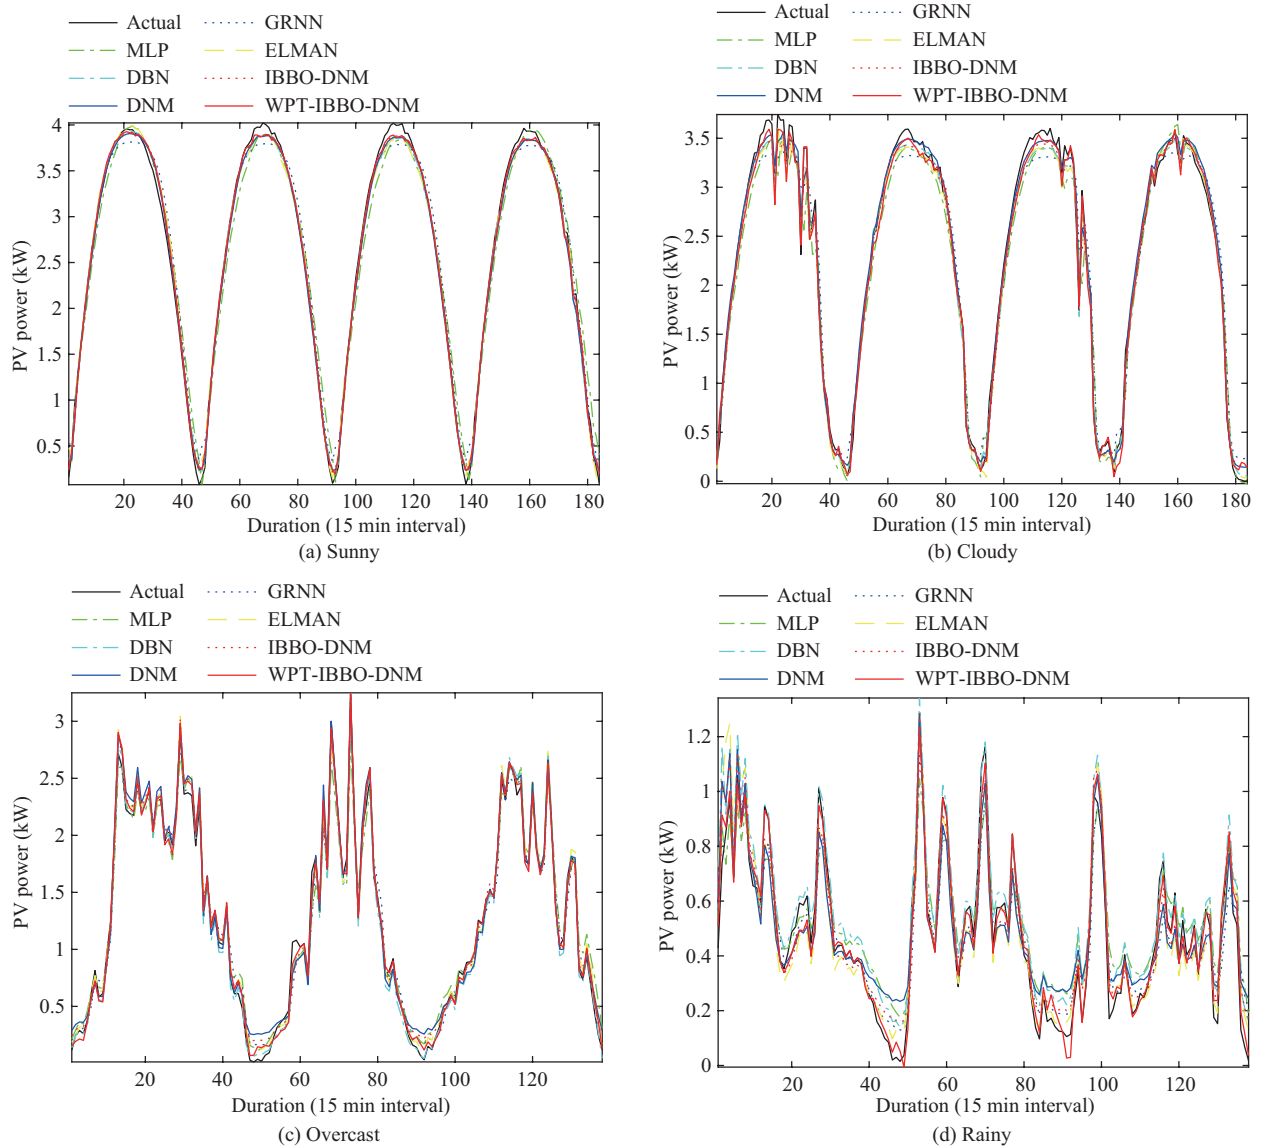 Actual GRNN
MLP ELMAN
DBN IBBO-DNM
DNM WPT-IBBO-DNM
PV power (kW)
4
3.5
3
2.5
2
1.5
1
0.5
20 40 60 80 100 120 140 160 180
Duration (15 min interval)
(a) Sunny
Actual GRNN
MLP ELMAN
DBN IBBO-DNM
DNM WPT-IBBO-DNM
PV power (kW)
3.5
3
2.5
2
1.5
1
0.5
0
20 40 60 80 100 120 140 160 180
Duration (15 min interval)
(b) Cloudy
Actual GRNN
MLP ELMAN
DBN IBBO-DNM
DNM WPT-IBBO-DNM
PV power (kW)
3
2.5
2
1.5
1
0.5
20 40 60 80 100 120
Duration (15 min interval)
(c) Overcast
Actual GRNN
MLP ELMAN
DBN IBBO-DNM
DNM WPT-IBBO-DNM
PV power (kW)
1.2
1
0.8
0.6
0.4
0.2
0
20 40 60 80 100 120
Duration (15 min interval)
(d) Rainy